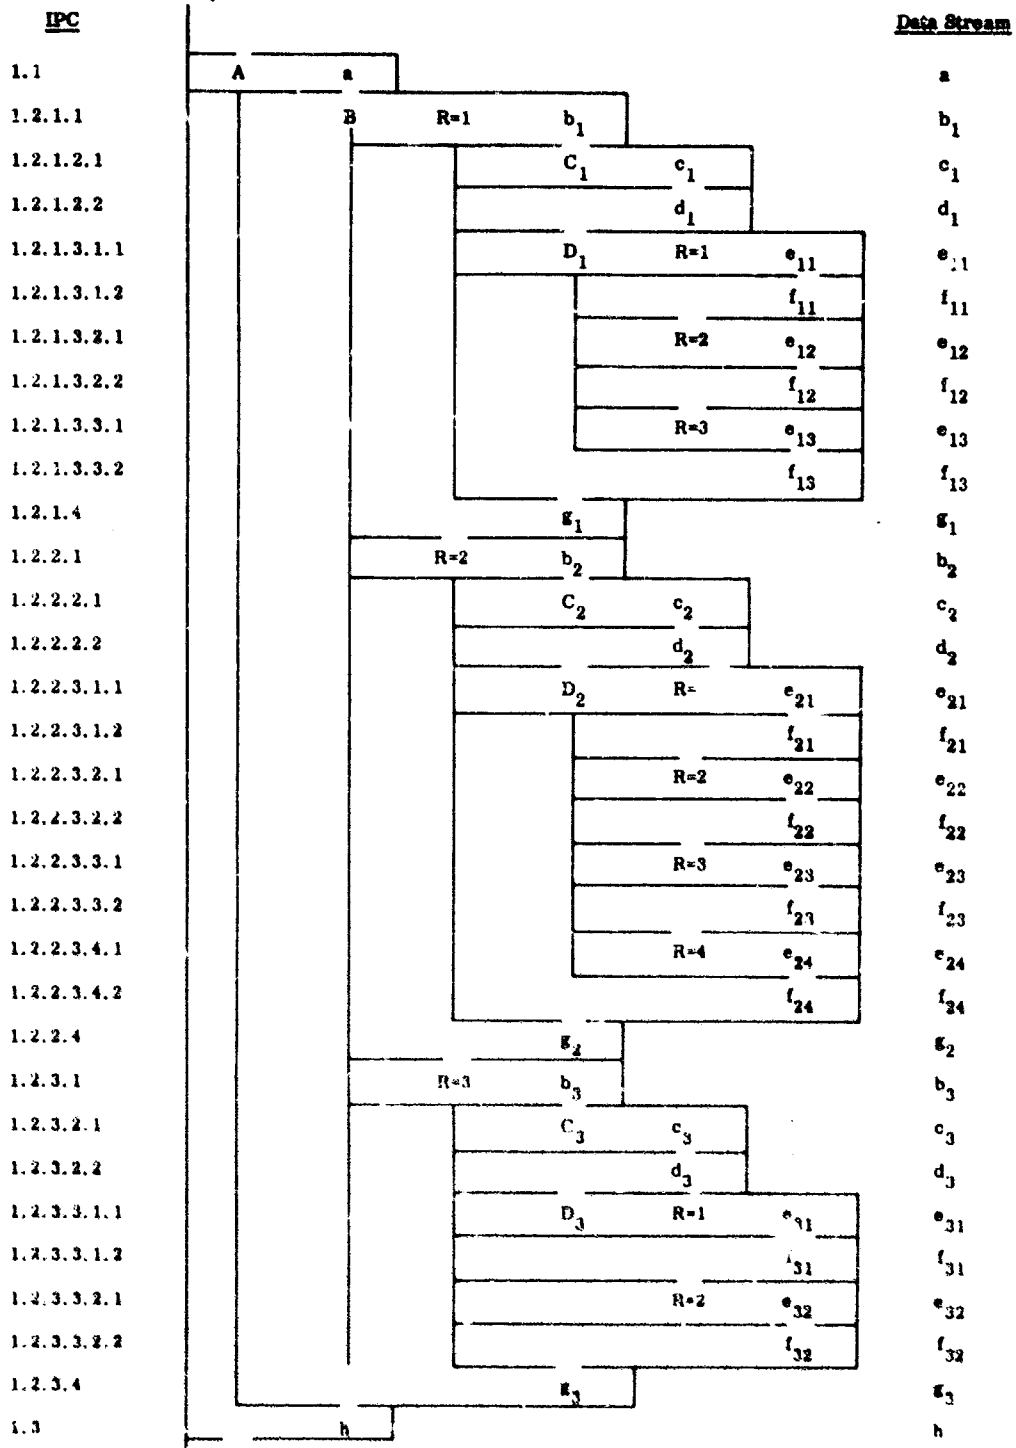 IPC Data Stream
1.1 A a a
1.2.1.1 B R=1 b1 b1
1.2.1.2.1 C1 c1 c1
1.2.1.2.2 d1 d1
1.2.1.3.1.1 D1 R=1 e11 e11
1.2.1.3.1.2 f11 f11
1.2.1.3.2.1 R=2 e12 e12
1.2.1.3.2.2 f12 f12
1.2.1.3.3.1 R=3 e13 e13
1.2.1.3.3.2 f13 f13
1.2.1.4 g1 g1
1.2.2.1 R=2 b2 b2
1.2.2.2.1 C2 c2 c2
1.2.2.2.2 d2 d2
1.2.2.3.1.1 D2 R= e21 e21
1.2.2.3.1.2 f21 f21
1.2.2.3.2.1 R=2 e22 e22
1.2.2.3.2.2 f22 f22
1.2.2.3.3.1 R=3 e23 e23
1.2.2.3.3.2 f23 f23
1.2.2.3.4.1 R=4 e24 e24
1.2.2.3.4.2 f24 f24
1.2.2.4 g2 g2
1.2.3.1 R=3 b3 b3
1.2.3.2.1 C3 c3 c3
1.2.3.2.2 d3 d3
1.2.3.3.1.1 D3 R=1 e31 e31
1.2.3.3.1.2 f31 f31
1.2.3.3.2.1 R=2 e32 e32
1.2.3.3.2.2 f32 f32
1.2.3.4 g3 g3
1.3 h h